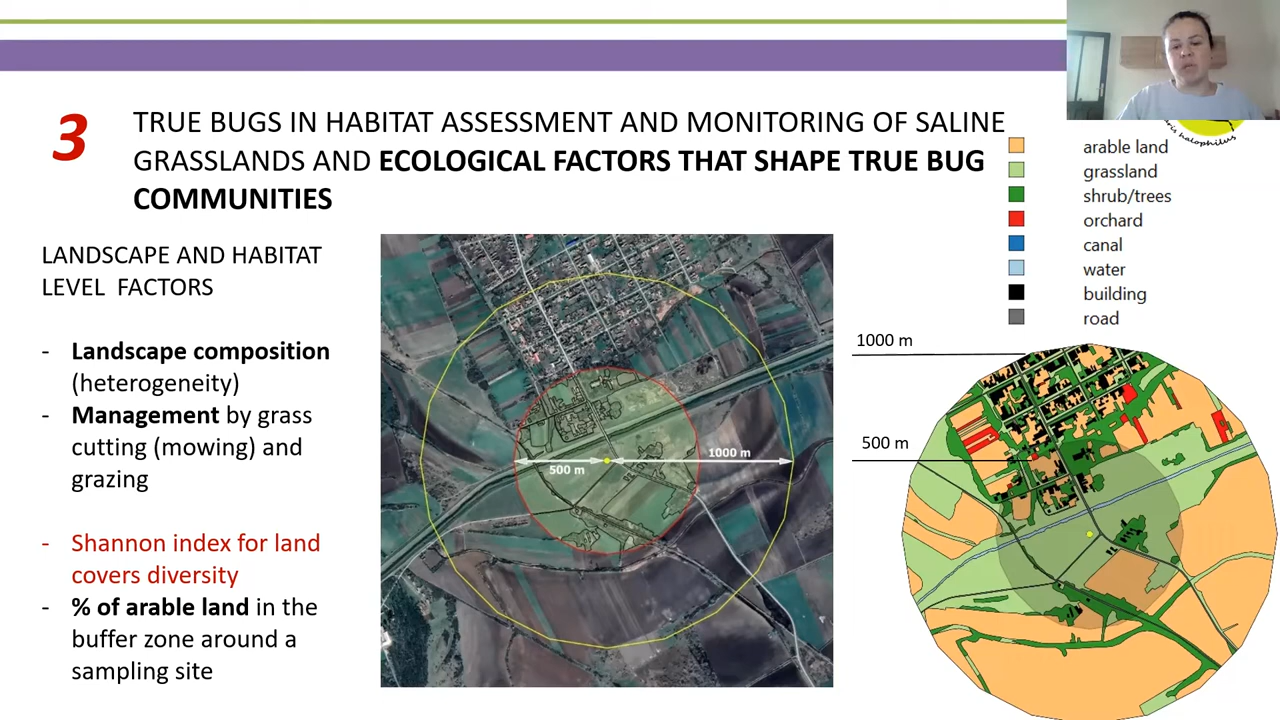 3
TRUE BUGS IN HABITAT ASSESSMENT AND MONITORING OF SALINE
GRASSLANDS AND ECOLOGICAL FACTORS THAT SHAPE TRUE BUG
COMMUNITIES
LANDSCAPE AND HABITAT
LEVEL FACTORS
- Landscape composition
(heterogeneity)
- Management by grass
cutting (mowing) and
grazing
- Shannon index for land
covers diversity
- % of arable land in the
buffer zone around a
sampling site
500 m
1000 m
halophilus
arable land
grassland
shrub/trees
orchard
canal
water
building
road
1000 m
500 m